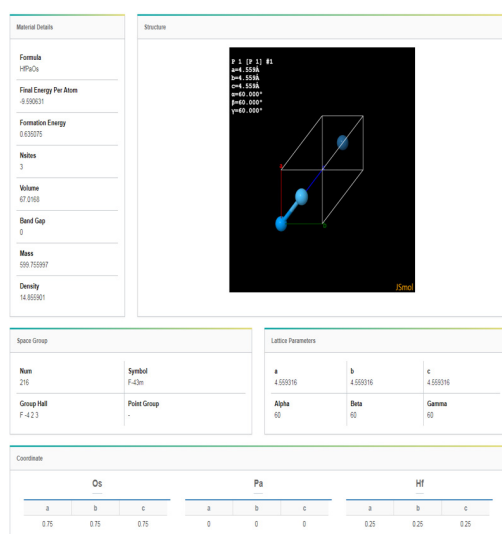 Material Details
Structure
Formula
HfPaOs
Final Energy Per Atom
-9.590631
Formation Energy
0.635075
Nsites
3
Volume
67.0168
Band Gap
0
Mass
599.755997
Density
14.855901
P 1 [P 1] #1
a=4.559Å
b=4.559Å
c=4.559Å
α=60.000°
β=60.000°
γ=60.000°
JSmol
Space Group
Num Symbol
216 F-43m
Group Hall Point Group
F -4 2 3 -
Lattice Parameters
a b c
4.559316 4.559316 4.559316
Alpha Beta Gamma
60 60 60
Coordinate
Os Pa Hf
a b c a b c a b c
0.75 0.75 0.75 0 0 0 0.25 0.25 0.25